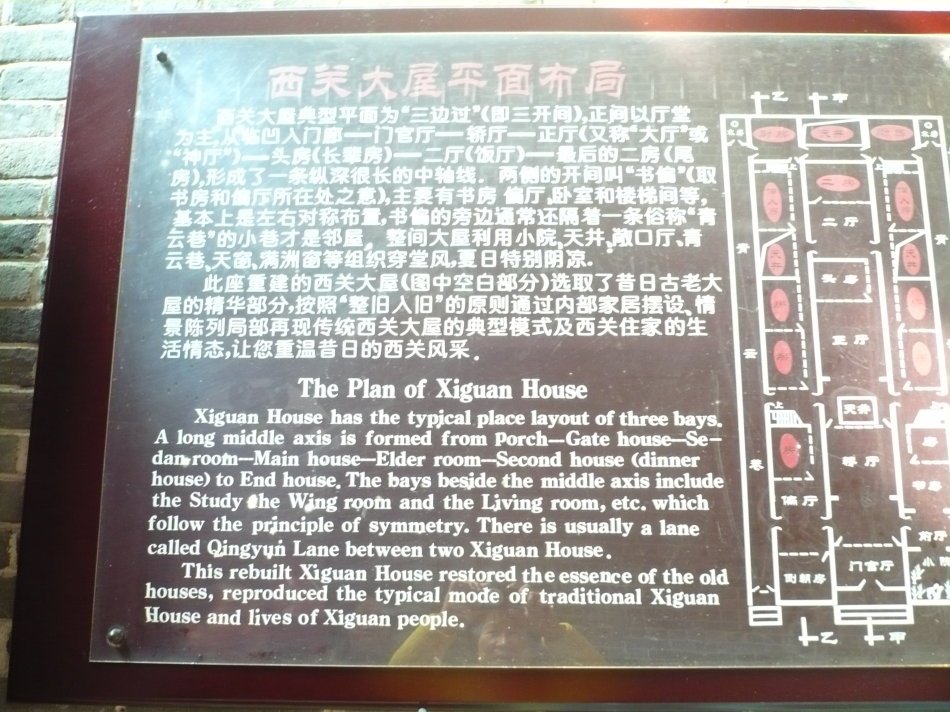 西关大屋平面布局
西关大屋典型平面为“三边过”(即三开间),正间以厅堂
为主,从临凹入门廊——门官厅——轿厅——正厅(又称“大厅”或
“神厅”)——头房(长辈房)——二厅(饭厅)——最后的二房(尾
房),形成了一条纵深很长的中轴线。两侧的开间叫“书偏”(取
书房和偏厅所在处之意),主要有书房 偏厅、卧室和楼梯间等,
基本上是左右对称布置,书偏的旁边通常还隔着一条俗称“青
云巷”的小巷才是邻屋。整间大屋利用小院、天井、敞口厅、青
云巷、天窗、满洲窗等组织穿堂风,夏日特别阴凉.
此座重建的西关大屋(图中空白部分)选取了昔日古老大
屋的精华部分,按照“整旧入旧”的原则通过内部家居摆设、情
景陈列局部再现传统西关大屋的典型模式及西关住家的生
活情态,让您重温昔日的西关风采.
The Plan of Xiguan House
Xiguan House has the typical place layout of three bays.
A long middle axis is formed from Porch—Gate house—Se-
dan room—Main house—Elder room—Second house (dinner
house) to End house. The bays beside the middle axis include
the Study the Wing room and the Living room, etc. which
follow the principle of symmetry. There is usually a lane
called Qingyun Lane between two Xiguan House.
This rebuilt Xiguan House restored the essence of the old
houses, reproduced the typical mode of traditional Xiguan
House and lives of Xiguan people.
乙 甲
天井
二房
二厅
青 青
天井 天井
头房
正厅
云
上
天井
巷
轿厅
偏厅
门官厅
小院
乙 甲